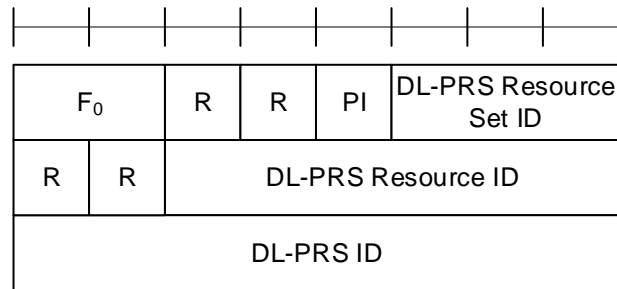 F₀ R R PI DL-PRS Resource
Set ID
R R DL-PRS Resource ID
DL-PRS ID